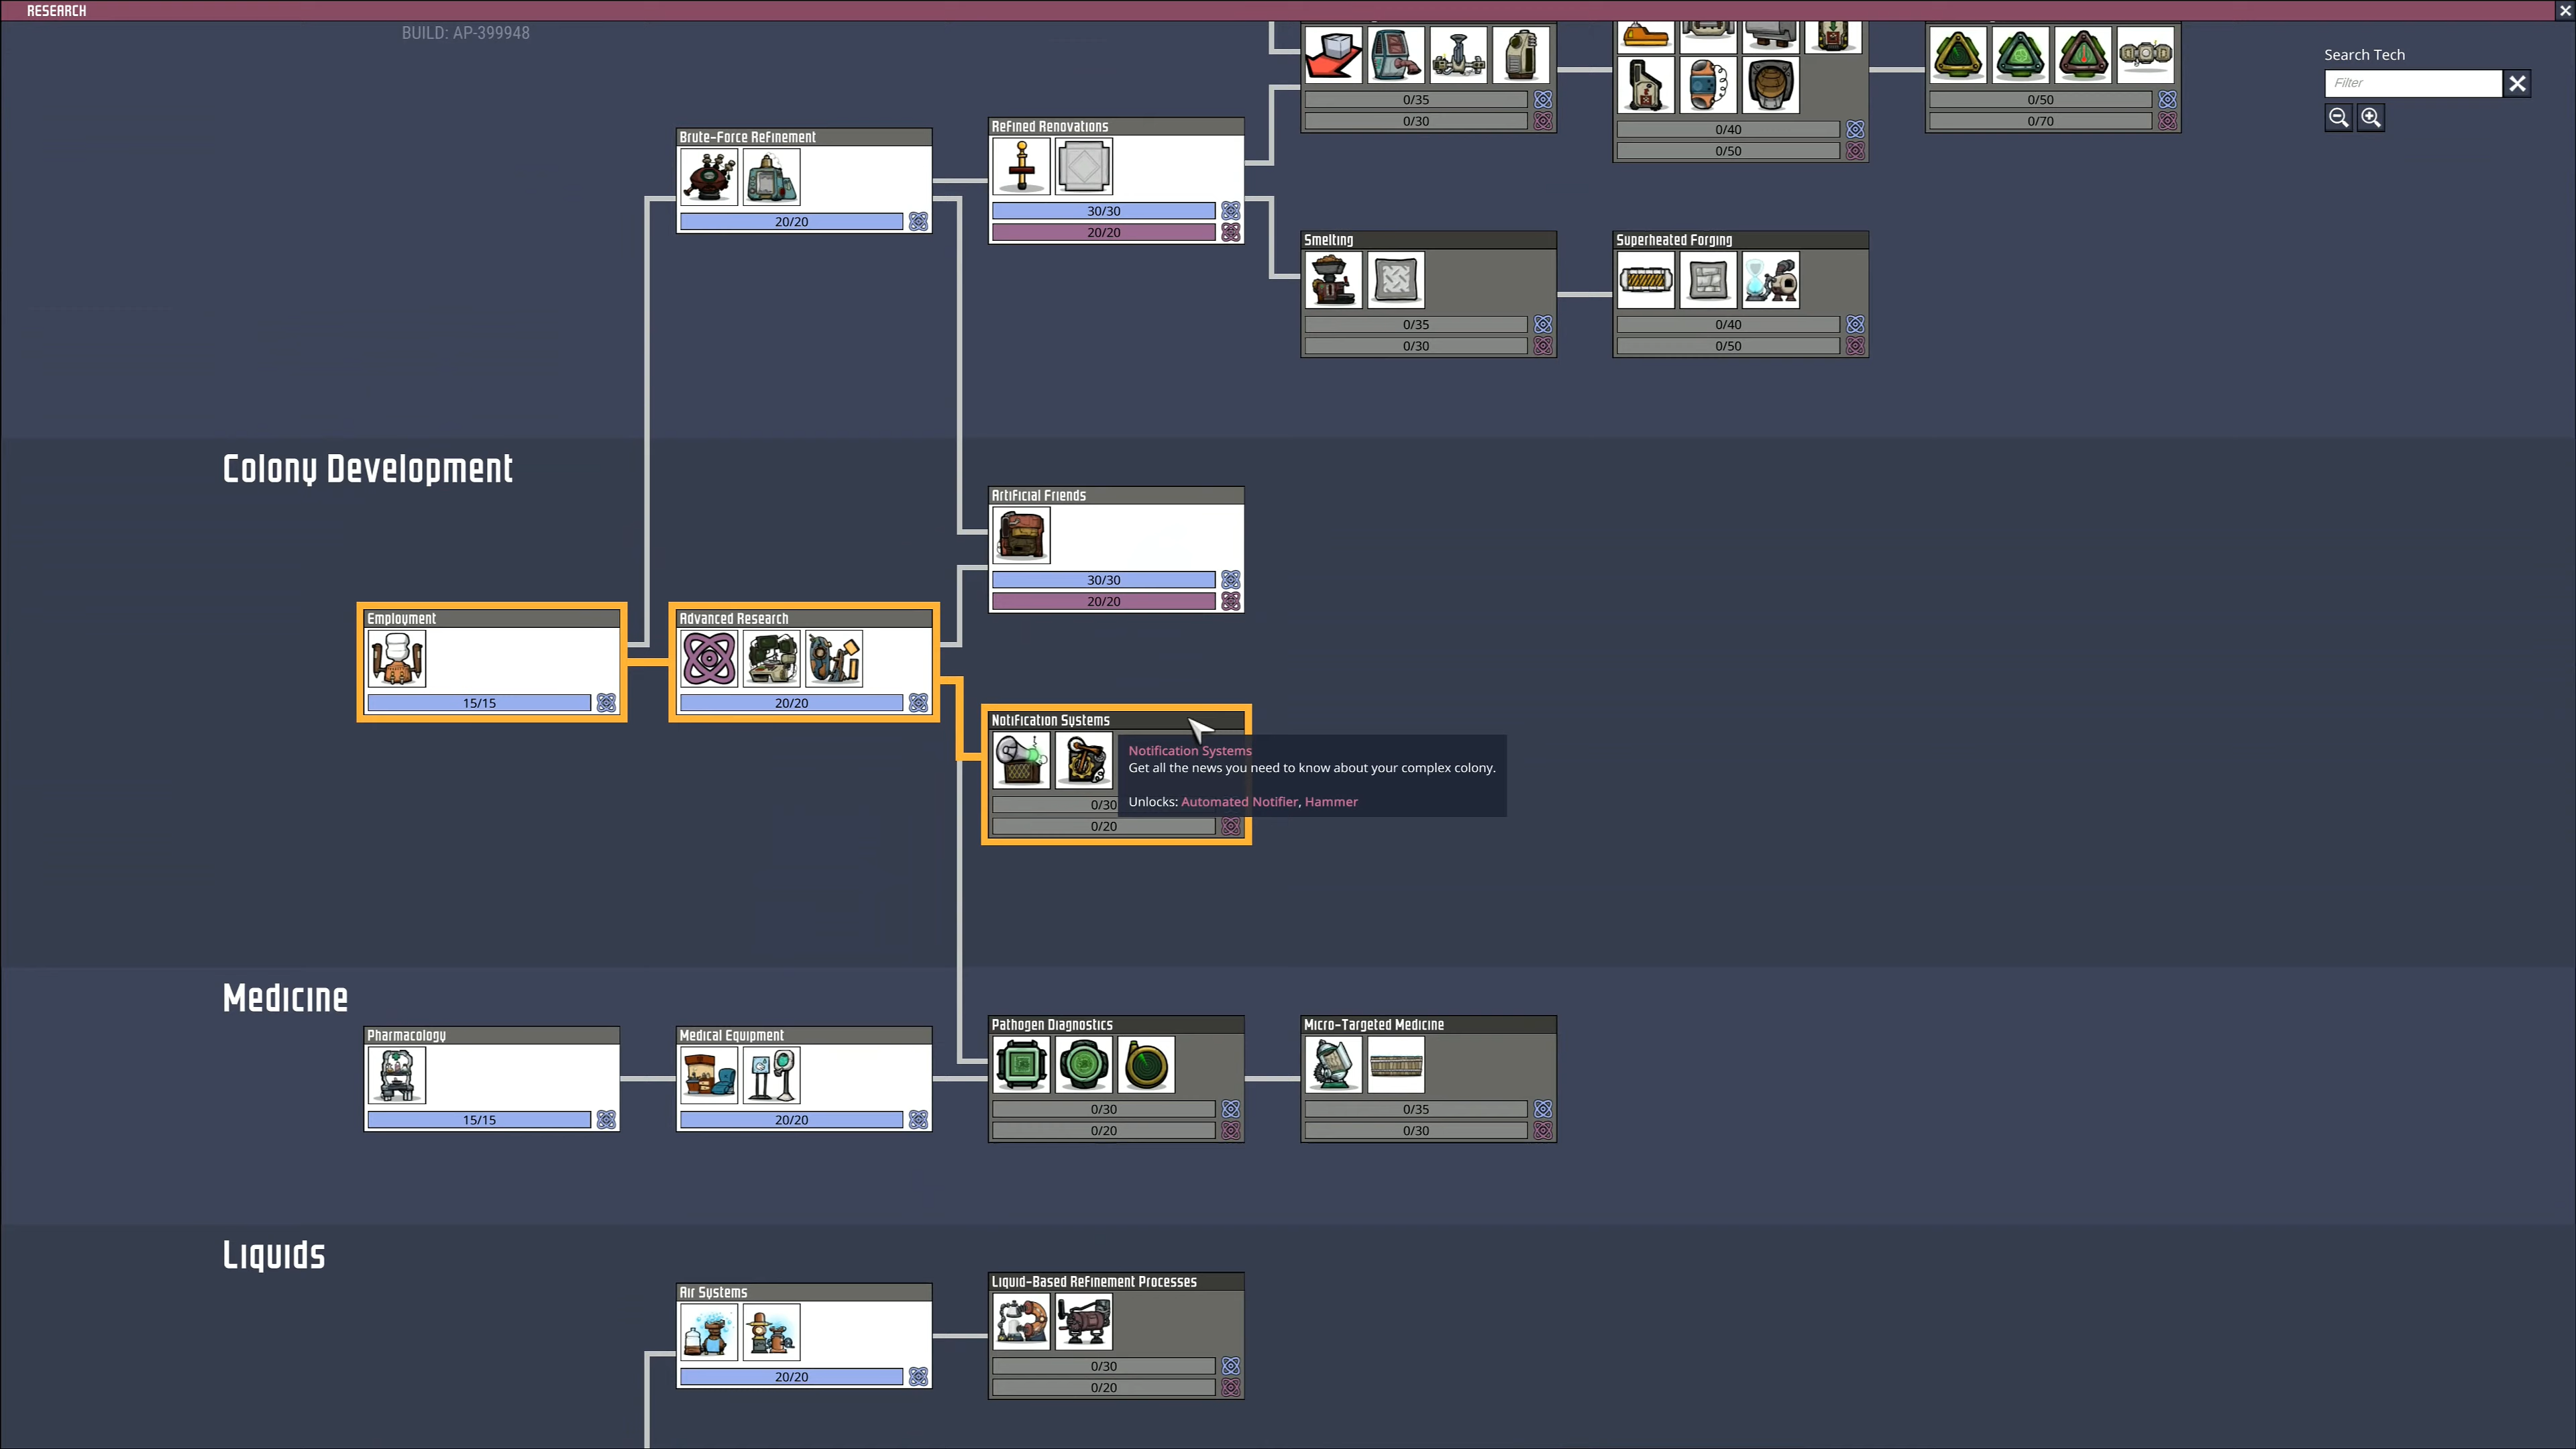 RESEARCH
BUILD: AP-399948
Search Tech
Filter
0/35
0/30
0/40
0/50
0/50
0/70
Brute-Force Refinement
20/20
Refined Renovations
30/30
20/20
Smelting
0/35
0/30
Superheated Forging
0/40
0/50
Colony Development
Artificial Friends
30/30
20/20
Employment
15/15
Advanced Research
20/20
Notification Systems
0/30
0/20
Notification Systems
Get all the news you need to know about your complex colony.
Unlocks: Automated Notifier, Hammer
Medicine
Pharmacology
15/15
Medical Equipment
20/20
Pathogen Diagnostics
0/30
0/20
Micro-Targeted Medicine
0/35
0/30
Liquids
Air Systems
20/20
Liquid-Based Refinement Processes
0/30
0/20